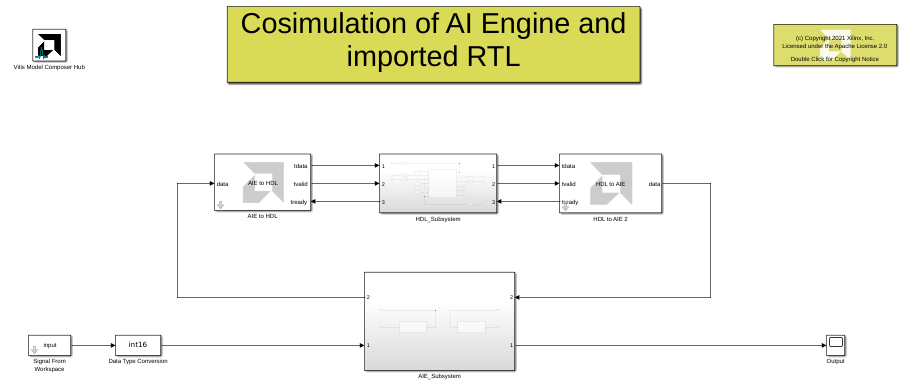 Cosimulation of AI Engine and
imported RTL
(c) Copyright 2021 Xilinx, Inc.
Licensed under the Apache License 2.0
Double Click for Copyright Notice
Vitis Model Composer Hub
data
AIE to HDL
tdata
tvalid
tready
AIE to HDL
1
2
3
1
2
3
HDL_Subsystem
tdata
tvalid
tready
HDL to AIE
data
HDL to AIE 2
2
1
2
1
AIE_Subsystem
input
Signal From
Workspace
int16
Data Type Conversion
Output